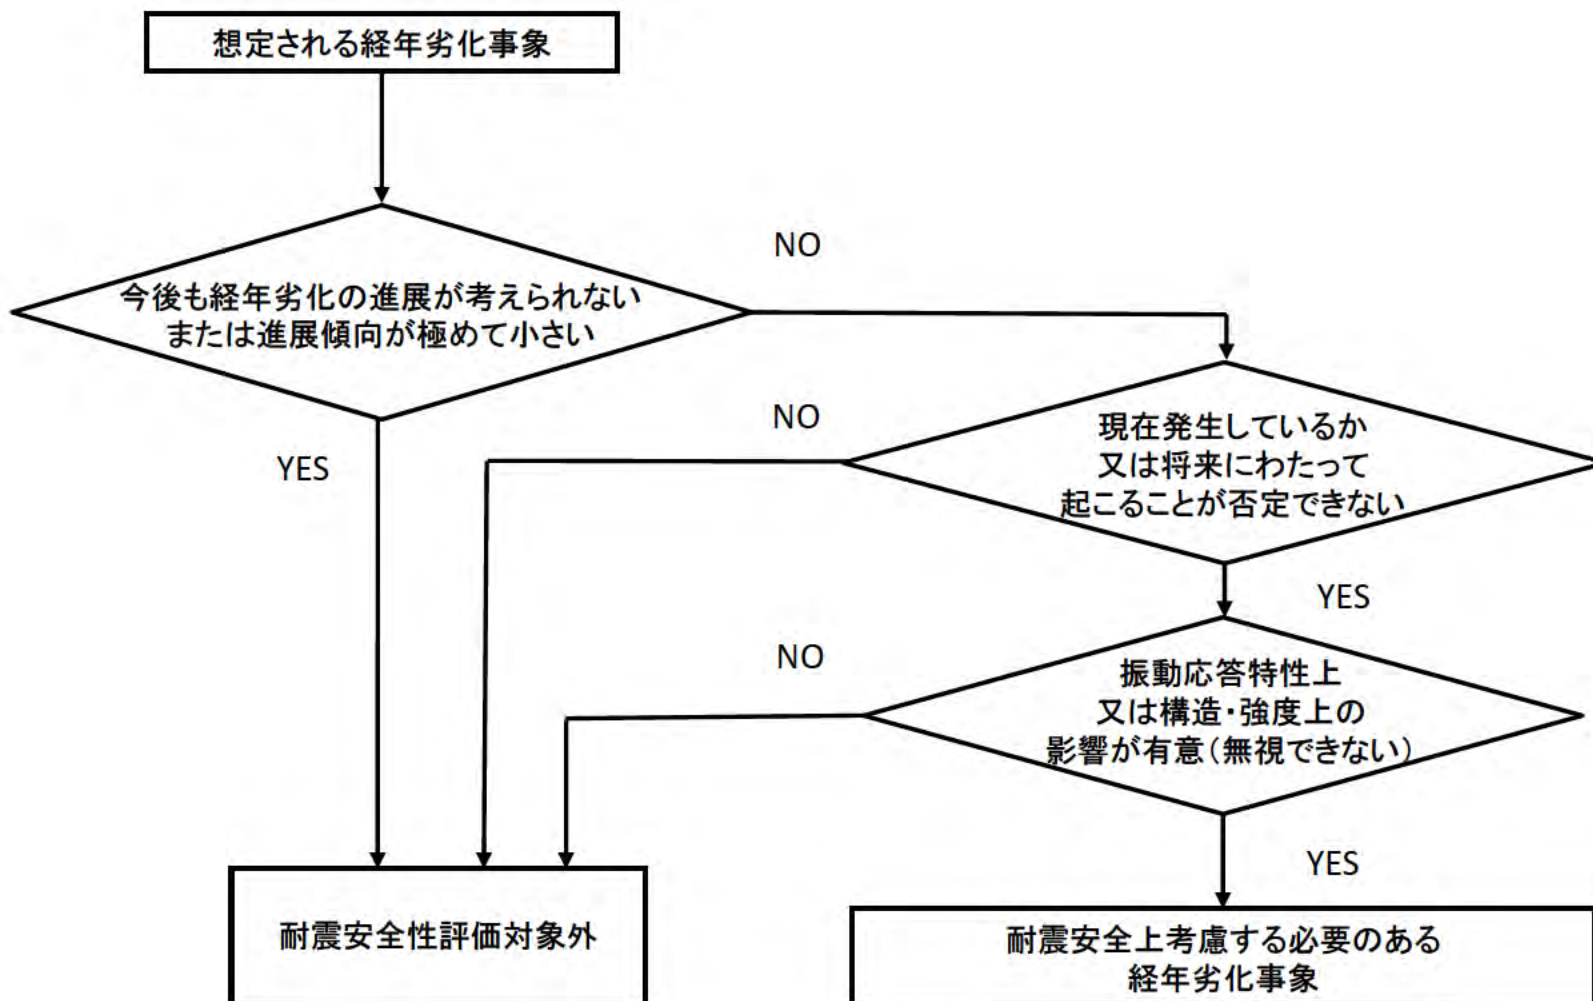 想定される経年劣化事象
NO
今後も経年劣化の進展が考えられない
または進展傾向が極めて小さい
NO
現在発生しているか
又は将来にわたって
起こることが否定できない
YES
YES
NO
振動応答特性上
又は構造・強度上の
影響が有意(無視できない)
YES
耐震安全性評価対象外
耐震安全上考慮する必要のある
経年劣化事象